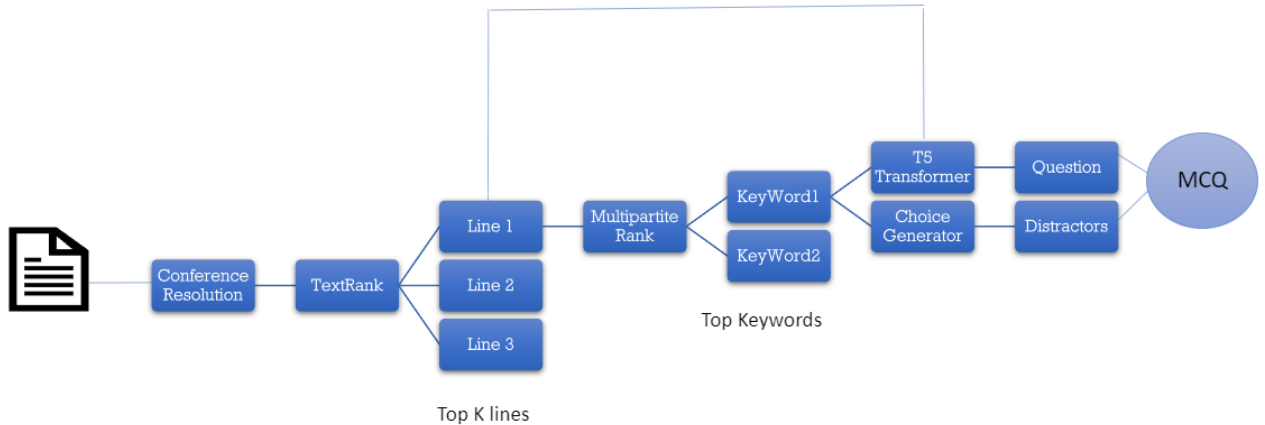 Conference
Resolution
TextRank
Line 1
Line 2
Line 3
Top K lines
Multipartite
Rank
KeyWord1
KeyWord2
Top Keywords
T5
Transformer
Choice
Generator
Question
Distractors
MCQ